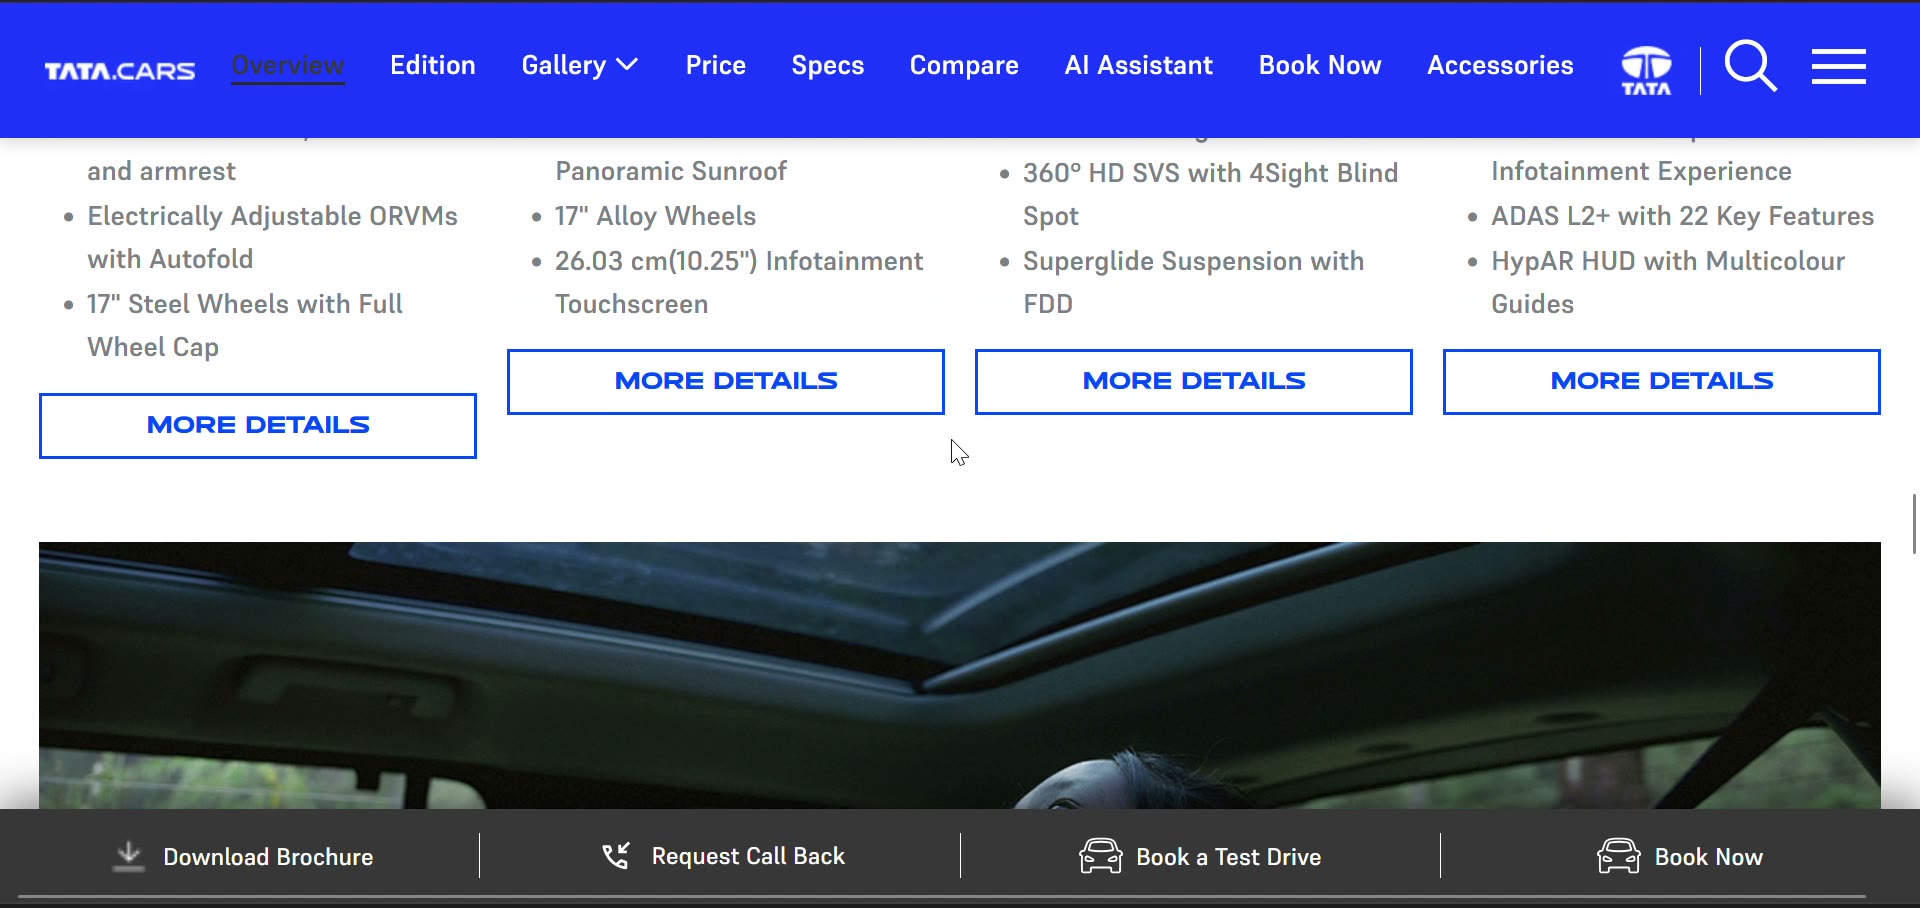 TATA.CARS
Overview
Edition
Gallery
Price
Specs
Compare
AI Assistant
Book Now
Accessories
TATA
and armrest
• Electrically Adjustable ORVMs
with Autofold
• 17" Steel Wheels with Full
Wheel Cap
MORE DETAILS
Panoramic Sunroof
• 17" Alloy Wheels
• 26.03 cm(10.25") Infotainment
Touchscreen
MORE DETAILS
• 360° HD SVS with 4Sight Blind
Spot
• Superglide Suspension with
FDD
MORE DETAILS
Infotainment Experience
• ADAS L2+ with 22 Key Features
• HypAR HUD with Multicolour
Guides
MORE DETAILS
Download Brochure
Request Call Back
Book a Test Drive
Book Now